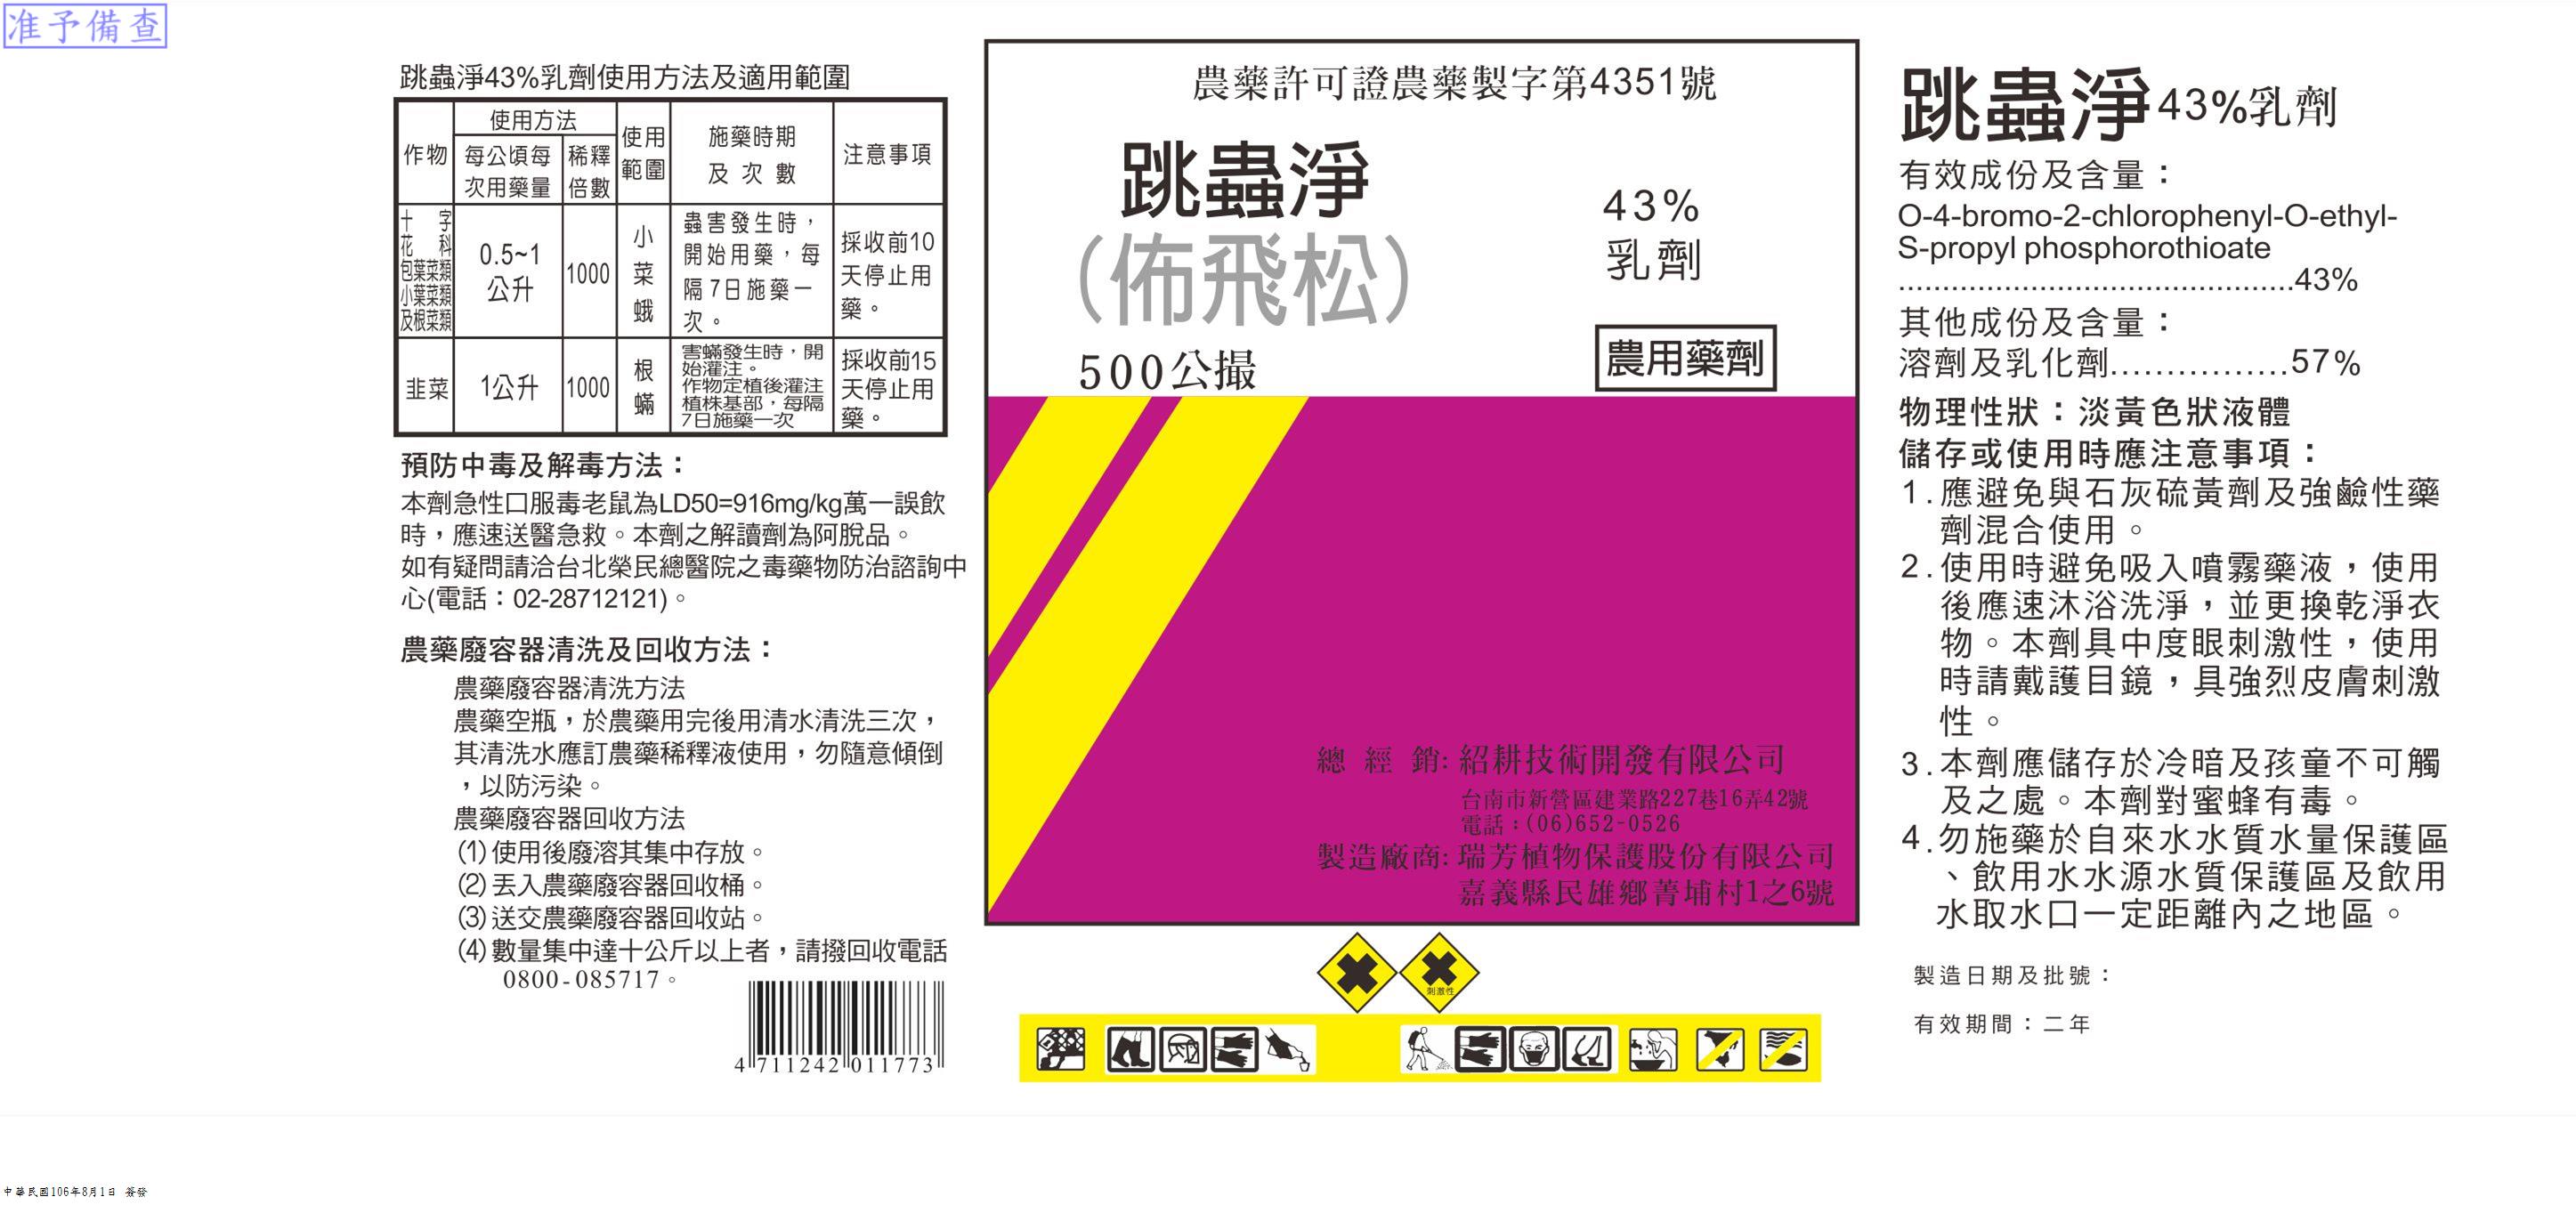 准予備查
跳蟲淨43%乳劑使用方法及適用範圍
作物
使用方法
每公頃每
次用藥量
稀釋
倍數
使用
範圍
施藥時期
及次數
注意事項
十字
花科
包葉菜類
小葉菜類
及根菜類
0.5~1
公升
1000
小
菜
蛾
蟲害發生時，
開始用藥，每
隔7日施藥一
次。
採收前10
天停止用
藥。
韭菜
1公升
1000
根
蟎
害蟎發生時，開
始灌注。
作物定植後灌注
植株基部，每隔
7日施藥一次
採收前15
天停止用
藥。
預防中毒及解毒方法：
本劑急性口服毒老鼠為LD50=916mg/kg萬一誤飲
時，應速送醫急救。本劑之解讀劑為阿脫品。
如有疑問請洽台北榮民總醫院之毒藥物防治諮詢中
心(電話：02-28712121)。
農藥廢容器清洗及回收方法：
農藥廢容器清洗方法
農藥空瓶，於農藥用完後用清水清洗三次，
其清洗水應訂農藥稀釋液使用，勿隨意傾倒
，以防污染。
農藥廢容器回收方法
(1)使用後廢溶其集中存放。
(2)丟入農藥廢容器回收桶。
(3)送交農藥廢容器回收站。
(4)數量集中達十公斤以上者，請撥回收電話
0800-085717。
4 711242 011773
農藥許可證農藥製字第4351號
跳蟲淨
(佈飛松)
43%
乳劑
500公撮
農用藥劑
總經銷:紹耕技術開發有限公司
台南市新營區建業路227巷16弄42號
電話：(06)652-0526
製造廠商:瑞芳植物保護股份有限公司
嘉義縣民雄鄉菁埔村1之6號
刺激性
跳蟲淨43%乳劑
有效成份及含量：
O-4-bromo-2-chlorophenyl-O-ethyl-
S-propyl phosphorothioate
.............................................43%
其他成份及含量：
溶劑及乳化劑................57%
物理性狀：淡黃色狀液體
儲存或使用時應注意事項：
1.應避免與石灰硫黃劑及強鹼性藥
劑混合使用。
2.使用時避免吸入噴霧藥液，使用
後應速沐浴洗淨，並更換乾淨衣
物。本劑具中度眼刺激性，使用
時請戴護目鏡，具強烈皮膚刺激
性。
3.本劑應儲存於冷暗及孩童不可觸
及之處。本劑對蜜蜂有毒。
4.勿施藥於自來水水質水量保護區
、飲用水水源水質保護區及飲用
水取水口一定距離內之地區。
製造日期及批號：
有效期間：二年
中華民國106年8月1日 簽發